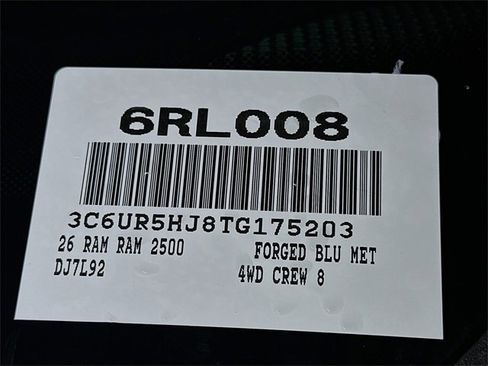 6RL008
3C6UR5HJ8TG175203
26 RAM RAM 2500 FORGED BLU MET
DJ7L92 4WD CREW 8